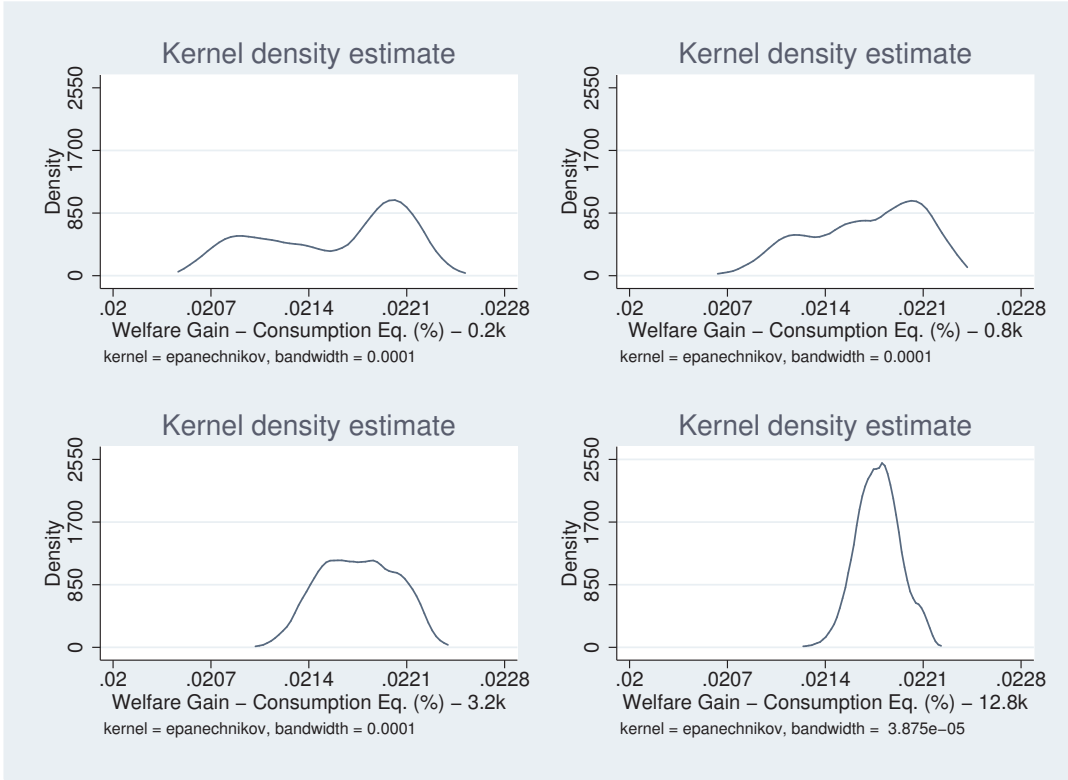 Kernel density estimate
Density
2550
1700
850
0
.02 .0207 .0214 .0221 .0228
Welfare Gain − Consumption Eq. (%) − 0.2k
kernel = epanechnikov, bandwidth = 0.0001
Kernel density estimate
Density
2550
1700
850
0
.02 .0207 .0214 .0221 .0228
Welfare Gain − Consumption Eq. (%) − 0.8k
kernel = epanechnikov, bandwidth = 0.0001
Kernel density estimate
Density
2550
1700
850
0
.02 .0207 .0214 .0221 .0228
Welfare Gain − Consumption Eq. (%) − 3.2k
kernel = epanechnikov, bandwidth = 0.0001
Kernel density estimate
Density
2550
1700
850
0
.02 .0207 .0214 .0221 .0228
Welfare Gain − Consumption Eq. (%) − 12.8k
kernel = epanechnikov, bandwidth = 3.875e−05